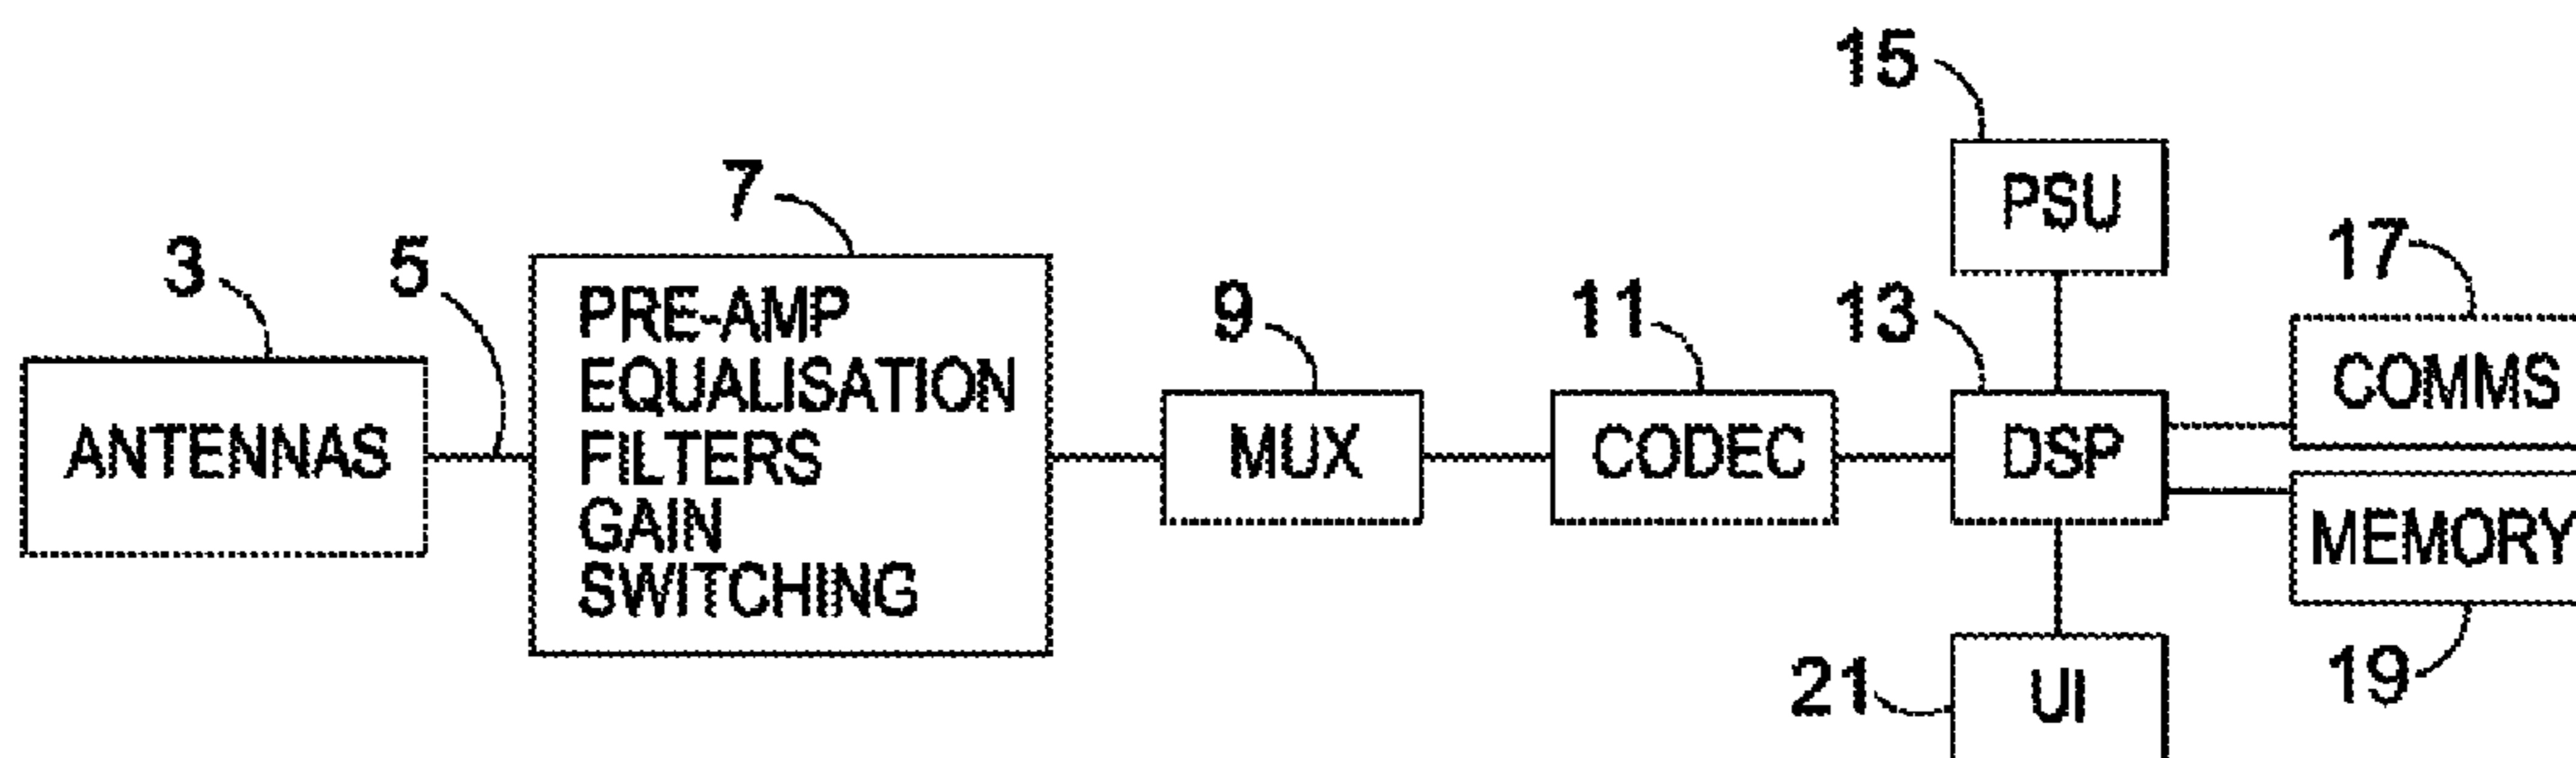 15
PSU
7
17
3
5
9
11
13
PRE-AMP
EQUALISATION
FILTERS
GAIN
SWITCHING
COMMS
ANTENNAS
MUX
CODEC
DSP
MEMORY
21
UI
19